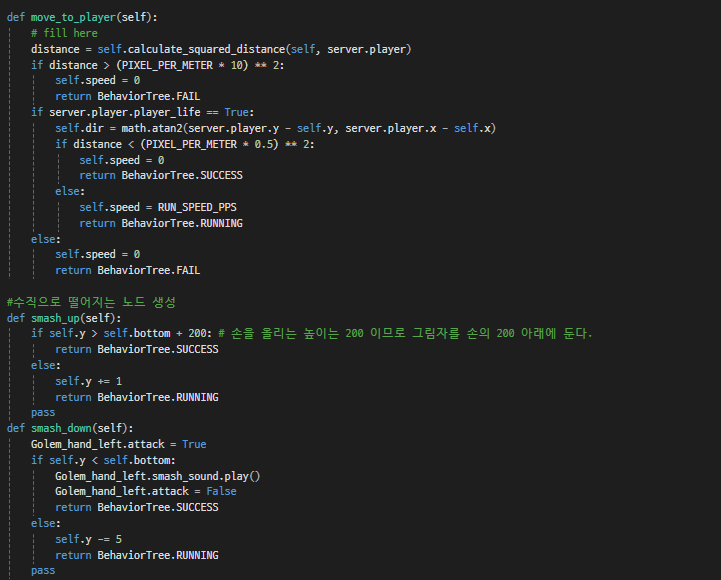 def move_to_player(self):
    # fill here
    distance = self.calculate_squared_distance(self, server.player)
    if distance > (PIXEL_PER_METER * 10) ** 2:
        self.speed = 0
        return BehaviorTree.FAIL
    if server.player.player_life == True:
        self.dir = math.atan2(server.player.y - self.y, server.player.x - self.x)
        if distance < (PIXEL_PER_METER * 0.5) ** 2:
            self.speed = 0
            return BehaviorTree.SUCCESS
        else:
            self.speed = RUN_SPEED_PPS
            return BehaviorTree.RUNNING
    else:
        self.speed = 0
        return BehaviorTree.FAIL

#수직으로 떨어지는 노드 생성
def smash_up(self):
    if self.y > self.bottom + 200: # 손을 올리는 높이는 200 이므로 그림자를 손의 200 아래에 둔다.
        return BehaviorTree.SUCCESS
    else:
        self.y += 1
        return BehaviorTree.RUNNING
    pass
def smash_down(self):
    Golem_hand_left.attack = True
    if self.y < self.bottom:
        Golem_hand_left.smash_sound.play()
        Golem_hand_left.attack = False
        return BehaviorTree.SUCCESS
    else:
        self.y -= 5
        return BehaviorTree.RUNNING
    pass